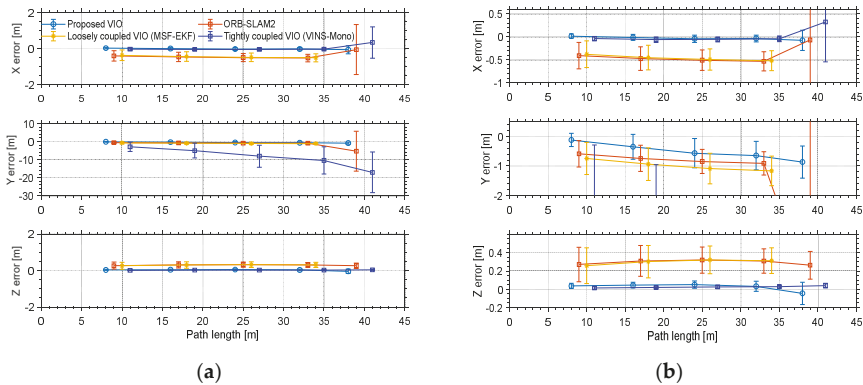 Proposed VIO
ORB-SLAM2
Loosely coupled VIO (MSF-EKF)
Tightly coupled VIO (VINS-Mono)
X error [m]
2
0
-2
0 5 10 15 20 25 30 35 40 45
Y error [m]
10
0
-10
-20
-30
0 5 10 15 20 25 30 35 40 45
Z error [m]
2
0
-2
0 5 10 15 20 25 30 35 40 45
Path length [m]
(a)
X error [m]
0.5
0
-0.5
-1
0 5 10 15 20 25 30 35 40 45
Y error [m]
0
-1
-2
0 5 10 15 20 25 30 35 40 45
Z error [m]
0.4
0.2
0
-0.2
0 5 10 15 20 25 30 35 40 45
Path length [m]
(b)